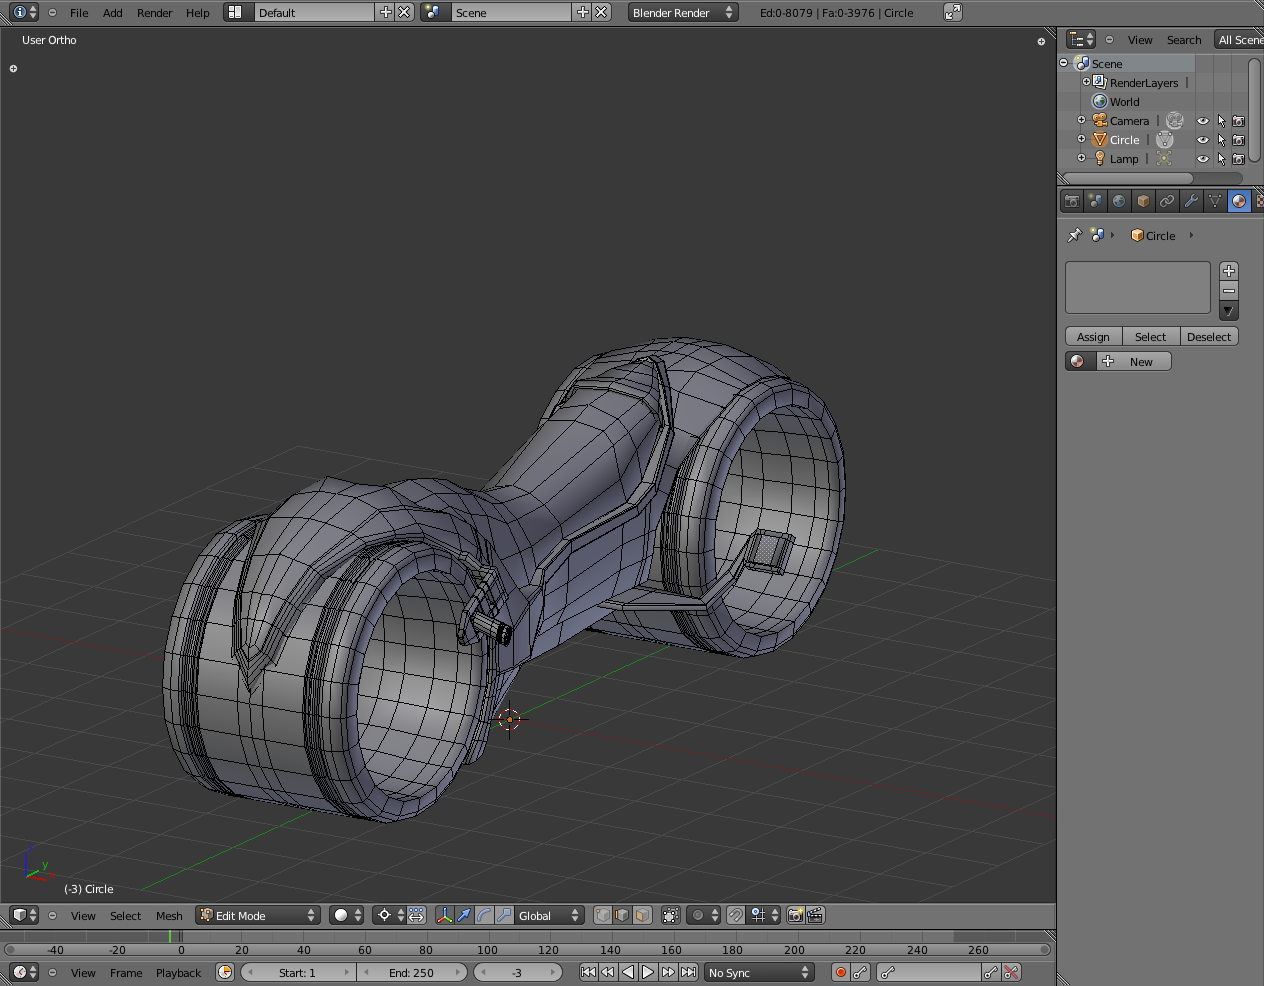 File Add Render Help Default Scene Blender Render Ed:0-8079 | Fa:0-3976 | Circle
User Ortho
View Search All Scene
Scene
RenderLayers
World
Camera
Circle
Lamp
Circle
Assign Select Deselect
New
y
(-3) Circle
View Select Mesh Edit Mode Global
-40 -20 0 20 40 60 80 100 120 140 160 180 200 220 240 260
View Frame Playback Start: 1 End: 250 -3 No Sync